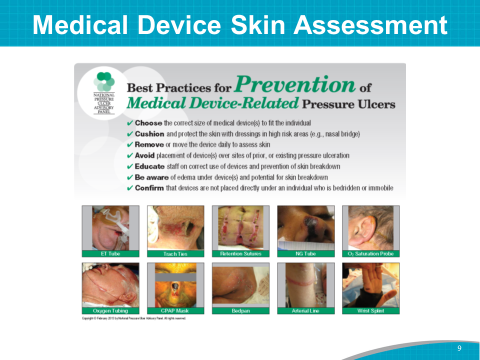 Medical Device Skin Assessment
NATIONAL
PRESSURE
ULCER
ADVISORY
PANEL
Best Practices for Prevention of
Medical Device-Related Pressure Ulcers
✔ Choose the correct size of medical device(s) to fit the individual
✔ Cushion and protect the skin with dressings in high risk areas (e.g., nasal bridge)
✔ Remove or move the device daily to assess skin
✔ Avoid placement of device(s) over sites of prior, or existing pressure ulceration
✔ Educate staff on correct use of devices and prevention of skin breakdown
✔ Be aware of edema under device(s) and potential for skin breakdown
✔ Confirm that devices are not placed directly under an individual who is bedridden or immobile
ET Tube
Trach Ties
Retention Sutures
NG Tube
O₂ Saturation Probe
Oxygen Tubing
CPAP Mask
Bedpan
Arterial Line
Wrist Splint
Copyright © February 2013 National Pressure Ulcer Advisory Panel. All rights reserved.
9